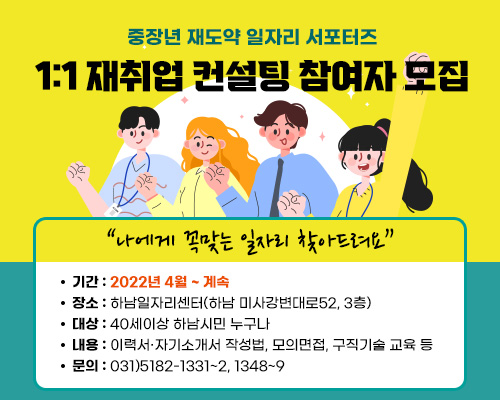 중장년 재도약 일자리 서포터즈
1:1 재취업 컨설팅 참여자 모집
“나에게 꼭맞는 일자리 찾아드려요”
• 기간 : 2022년 4월 ~ 계속
• 장소 : 하남일자리센터(하남 미사강변대로52, 3층)
• 대상 : 40세이상 하남시민 누구나
• 내용 : 이력서·자기소개서 작성법, 모의면접, 구직기술 교육 등
• 문의 : 031)5182-1331~2, 1348~9